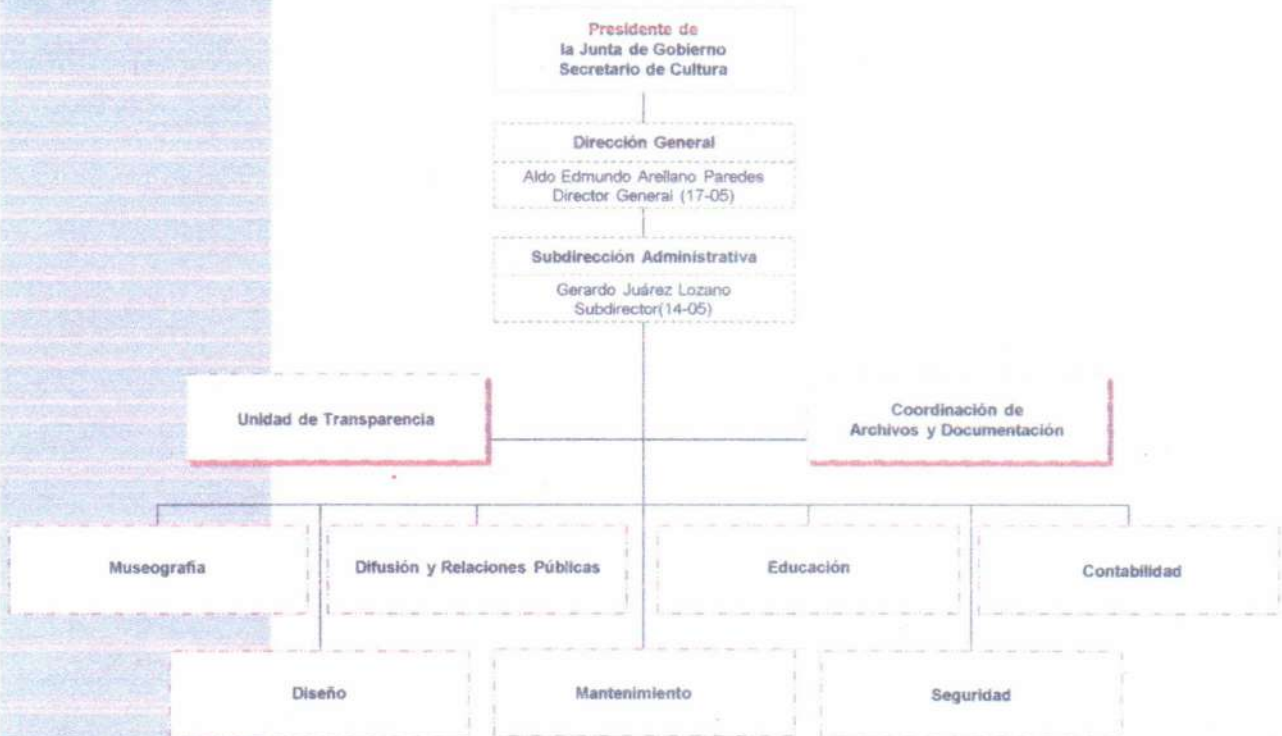 Presidente de
la Junta de Gobierno
Secretario de Cultura
Dirección General
Aldo Edmundo Arellano Paredes
Director General (17-05)
Subdirección Administrativa
Gerardo Juárez Lozano
Subdirector(14-05)
Unidad de Transparencia
Coordinación de
Archivos y Documentación
Museografía
Difusión y Relaciones Públicas
Educación
Contabilidad
Diseño
Mantenimiento
Seguridad